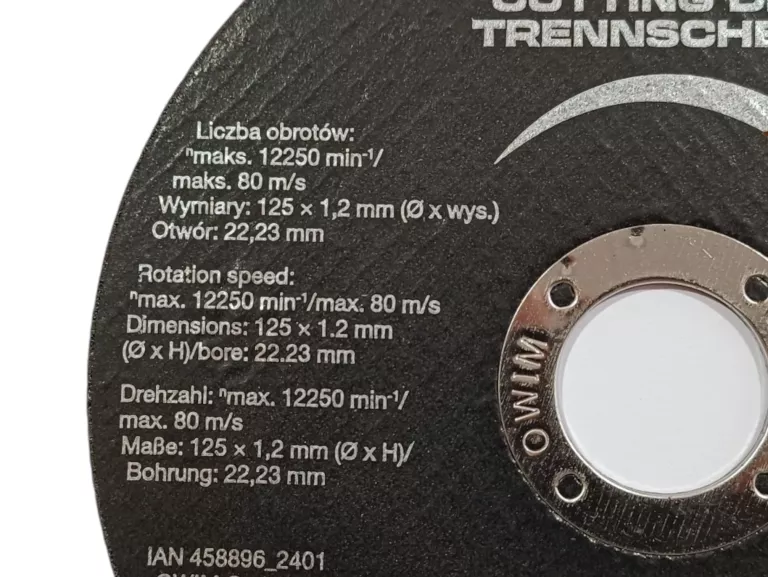 TRENNSCHE
Liczba obrotów:
nmaks. 12250 min-1/
maks. 80 m/s
Wymiary: 125 x 1,2 mm (Ø x wys.)
Otwór: 22,23 mm
Rotation speed:
nmax. 12250 min-1/max. 80 m/s
Dimensions: 125 x 1.2 mm
(Ø x H)/bore: 22.23 mm
Drehzahl: nmax. 12250 min-1/
max. 80 m/s
Maße: 125 x 1,2 mm (Ø x H)/
Bohrung: 22,23 mm
OWIM
IAN 458896_2401